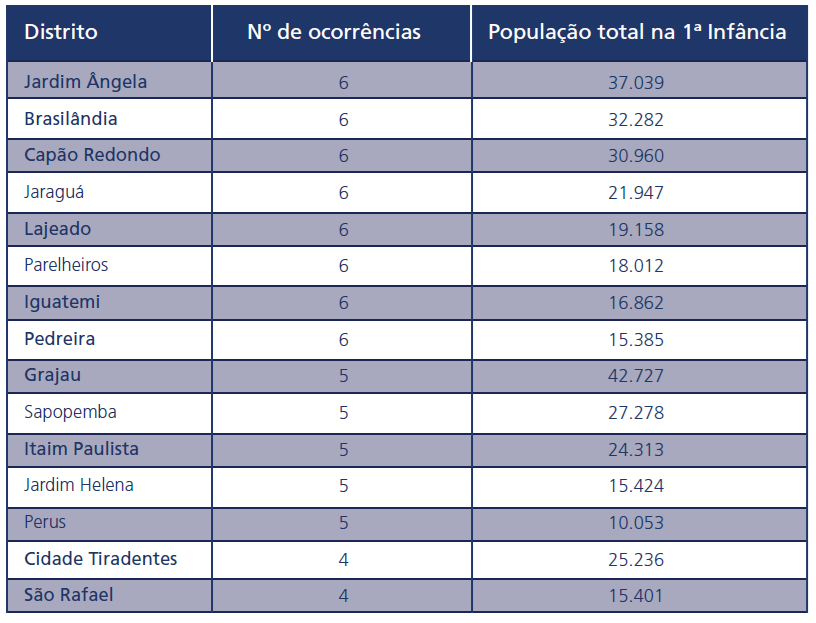 Distrito Nº de ocorrências População total na 1ª Infância
Jardim Ângela 6 37.039
Brasilândia 6 32.282
Capão Redondo 6 30.960
Jaraguá 6 21.947
Lajeado 6 19.158
Parelheiros 6 18.012
Iguatemi 6 16.862
Pedreira 6 15.385
Grajau 5 42.727
Sapopemba 5 27.278
Itaim Paulista 5 24.313
Jardim Helena 5 15.424
Perus 5 10.053
Cidade Tiradentes 4 25.236
São Rafael 4 15.401